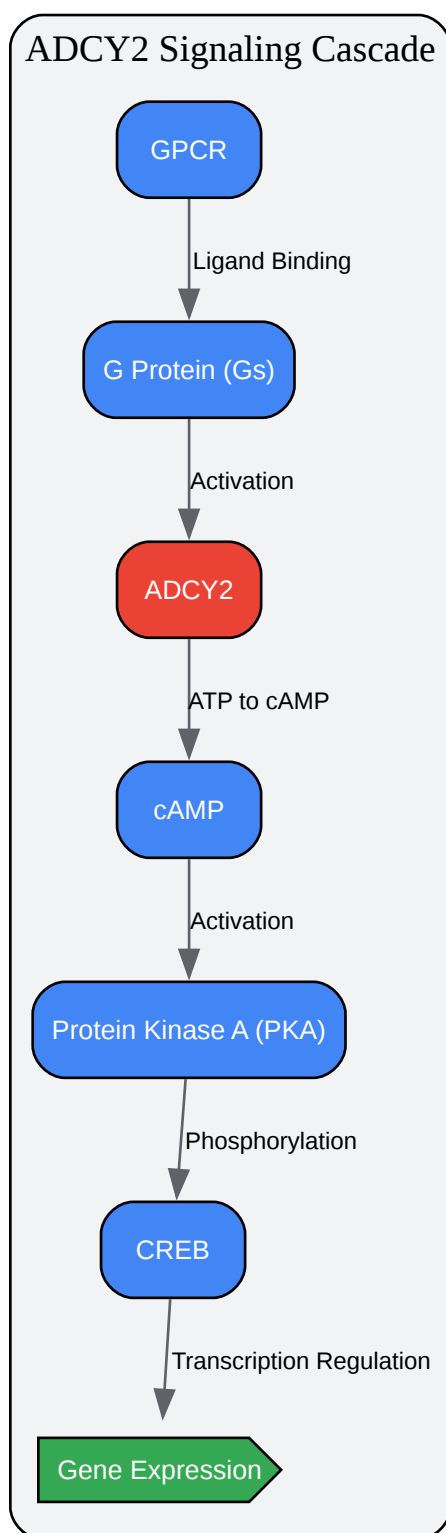 ADCY2 Signaling Cascade
GPCR
Ligand Binding
G Protein (Gs)
Activation
ADCY2
ATP to cAMP
cAMP
Activation
Protein Kinase A (PKA)
Phosphorylation
CREB
Transcription Regulation
Gene Expression